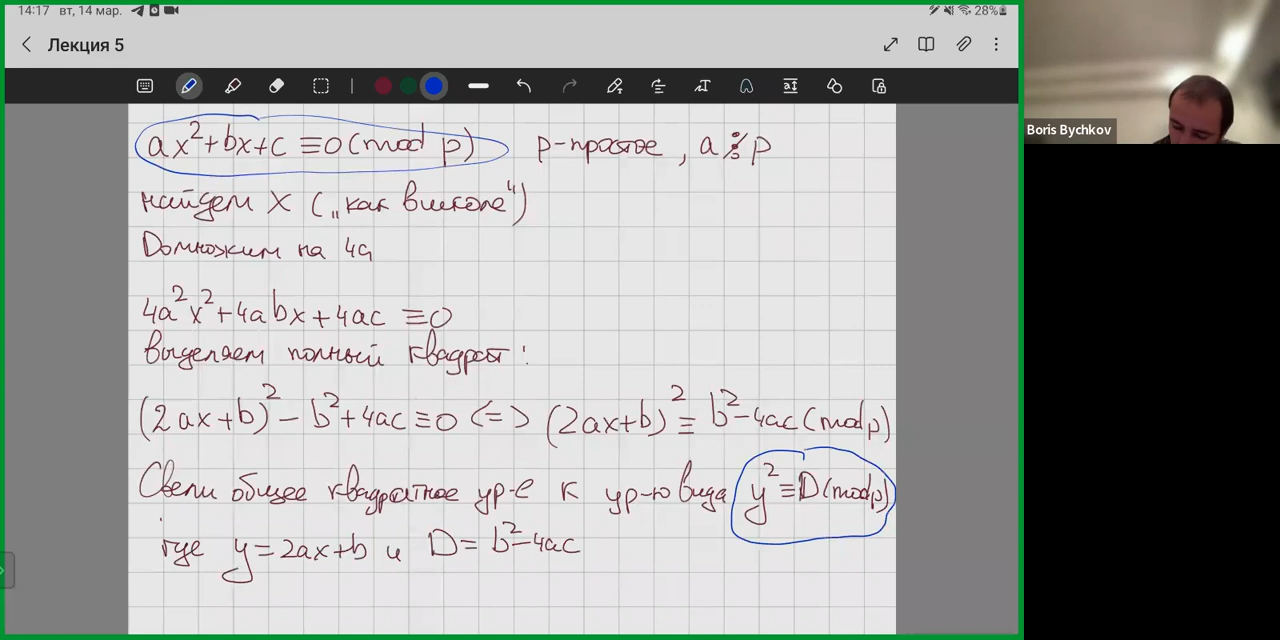 14:17 вт, 14 мар. 28%
Лекция 5
Boris Bychkov
ax²+bx+c ≡0(mod p) p-простое, a ⋮̸ p
найдем X („как в школе“)
Домножим на 4a
4a²x²+4abx+4ac ≡0
выделяем полный квадрат:
(2ax+b)²-b²+4ac≡0 <=> (2ax+b)²≡b²-4ac(mod p)
Свели общее квадратное ур-е к ур-ю вида y²≡D(mod p)
где y=2ax+b и D=b²-4ac